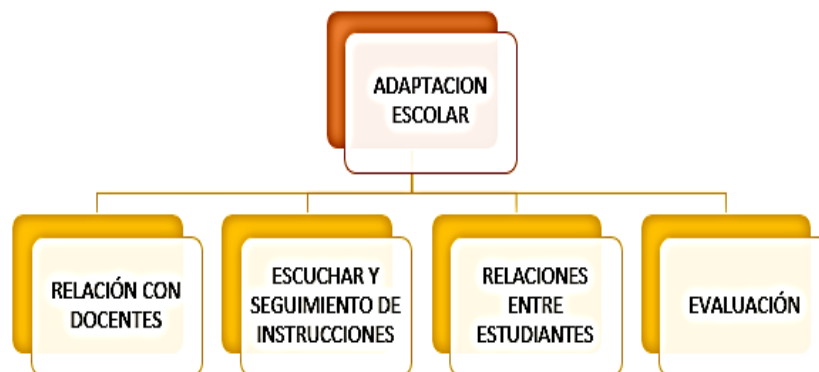 ADAPTACION
ESCOLAR
RELACIÓN CON
DOCENTES
ESCUCHAR Y
SEGUIMIENTO DE
INSTRUCCIONES
RELACIONES
ENTRE
ESTUDIANTES
EVALUACIÓN